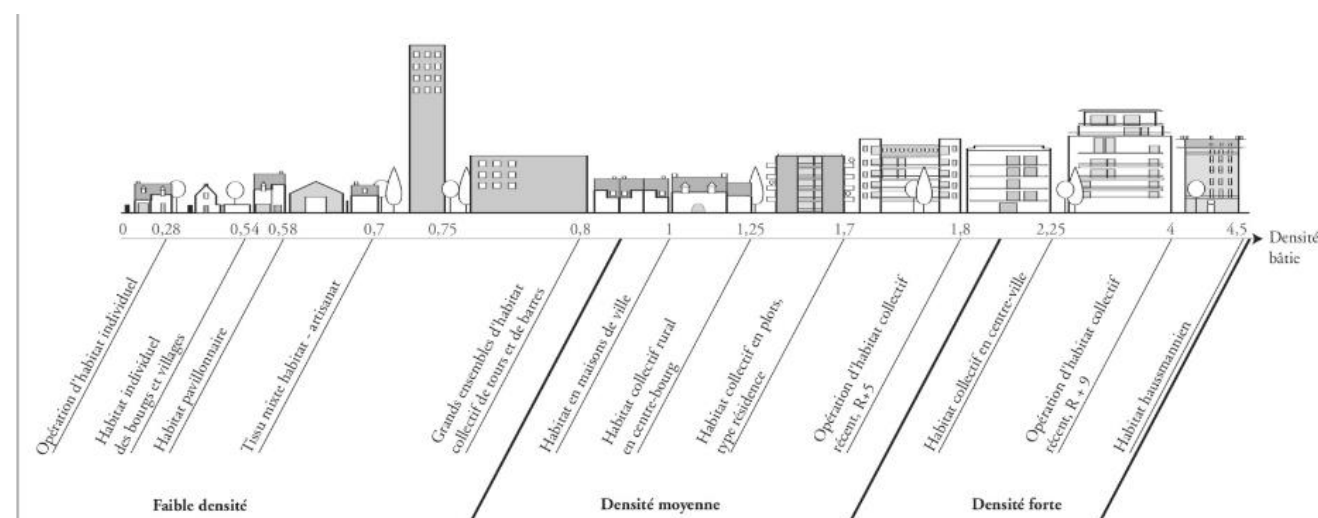 0 0,28 0,54 0,58 0,7 0,75 0,8 1 1,25 1,7 1,8 2,25 4 4,5
Densité
bâtie
Opération d'habitat individuel
Habitat individuel
des bourgs et villages
Habitat pavillonnaire
Tissu mixte habitat - artisanat
Grands ensembles d'habitat
collectif de tours et de barres
Habitat en maisons de ville
Habitat collectif rural
en centre-bourg
Habitat collectif en plots,
type résidence
Opération d'habitat collectif
récent, R+5
Habitat collectif en centre-ville
Opération d'habitat collectif
récent, R + 9
Habitat haussmannien
Faible densité
Densité moyenne
Densité forte